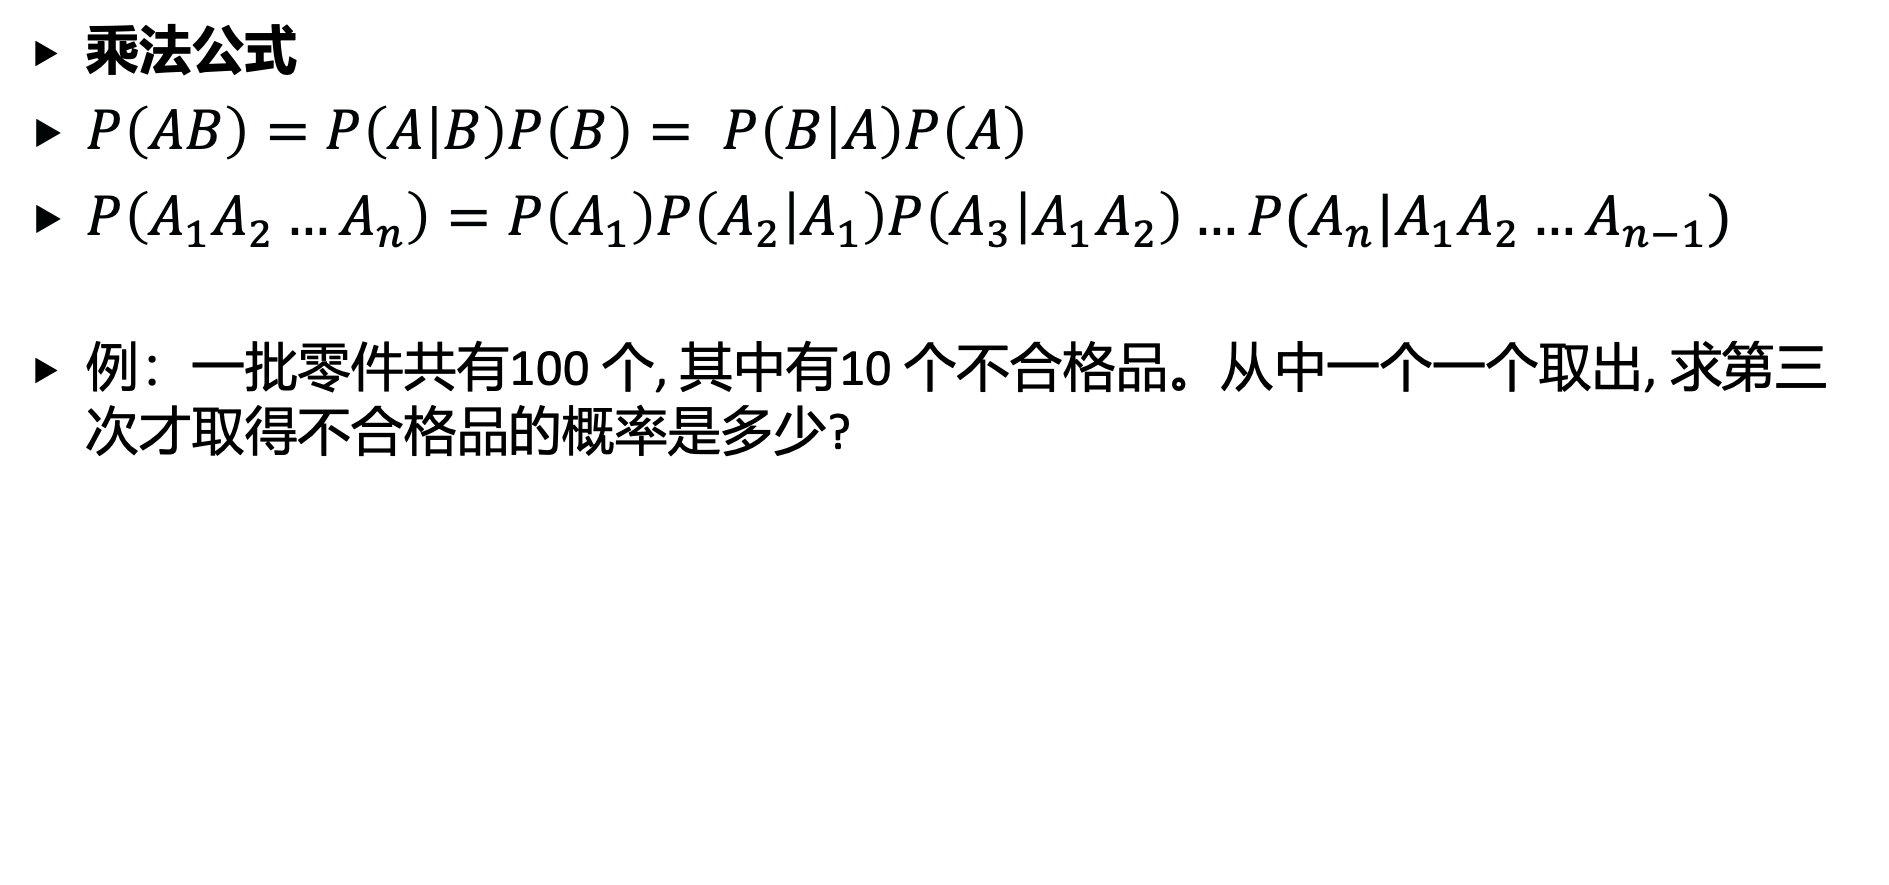 ▶ 乘法公式
▶ 𝑃(𝐴𝐵) = 𝑃(𝐴|𝐵)𝑃(𝐵) = 𝑃(𝐵|𝐴)𝑃(𝐴)
▶ 𝑃(𝐴₁𝐴₂ … 𝐴ₙ) = 𝑃(𝐴₁)𝑃(𝐴₂|𝐴₁)𝑃(𝐴₃|𝐴₁𝐴₂) … 𝑃(𝐴ₙ|𝐴₁𝐴₂ … 𝐴ₙ₋₁)
▶ 例：一批零件共有100 个, 其中有10 个不合格品。从中一个一个取出, 求第三
次才取得不合格品的概率是多少?